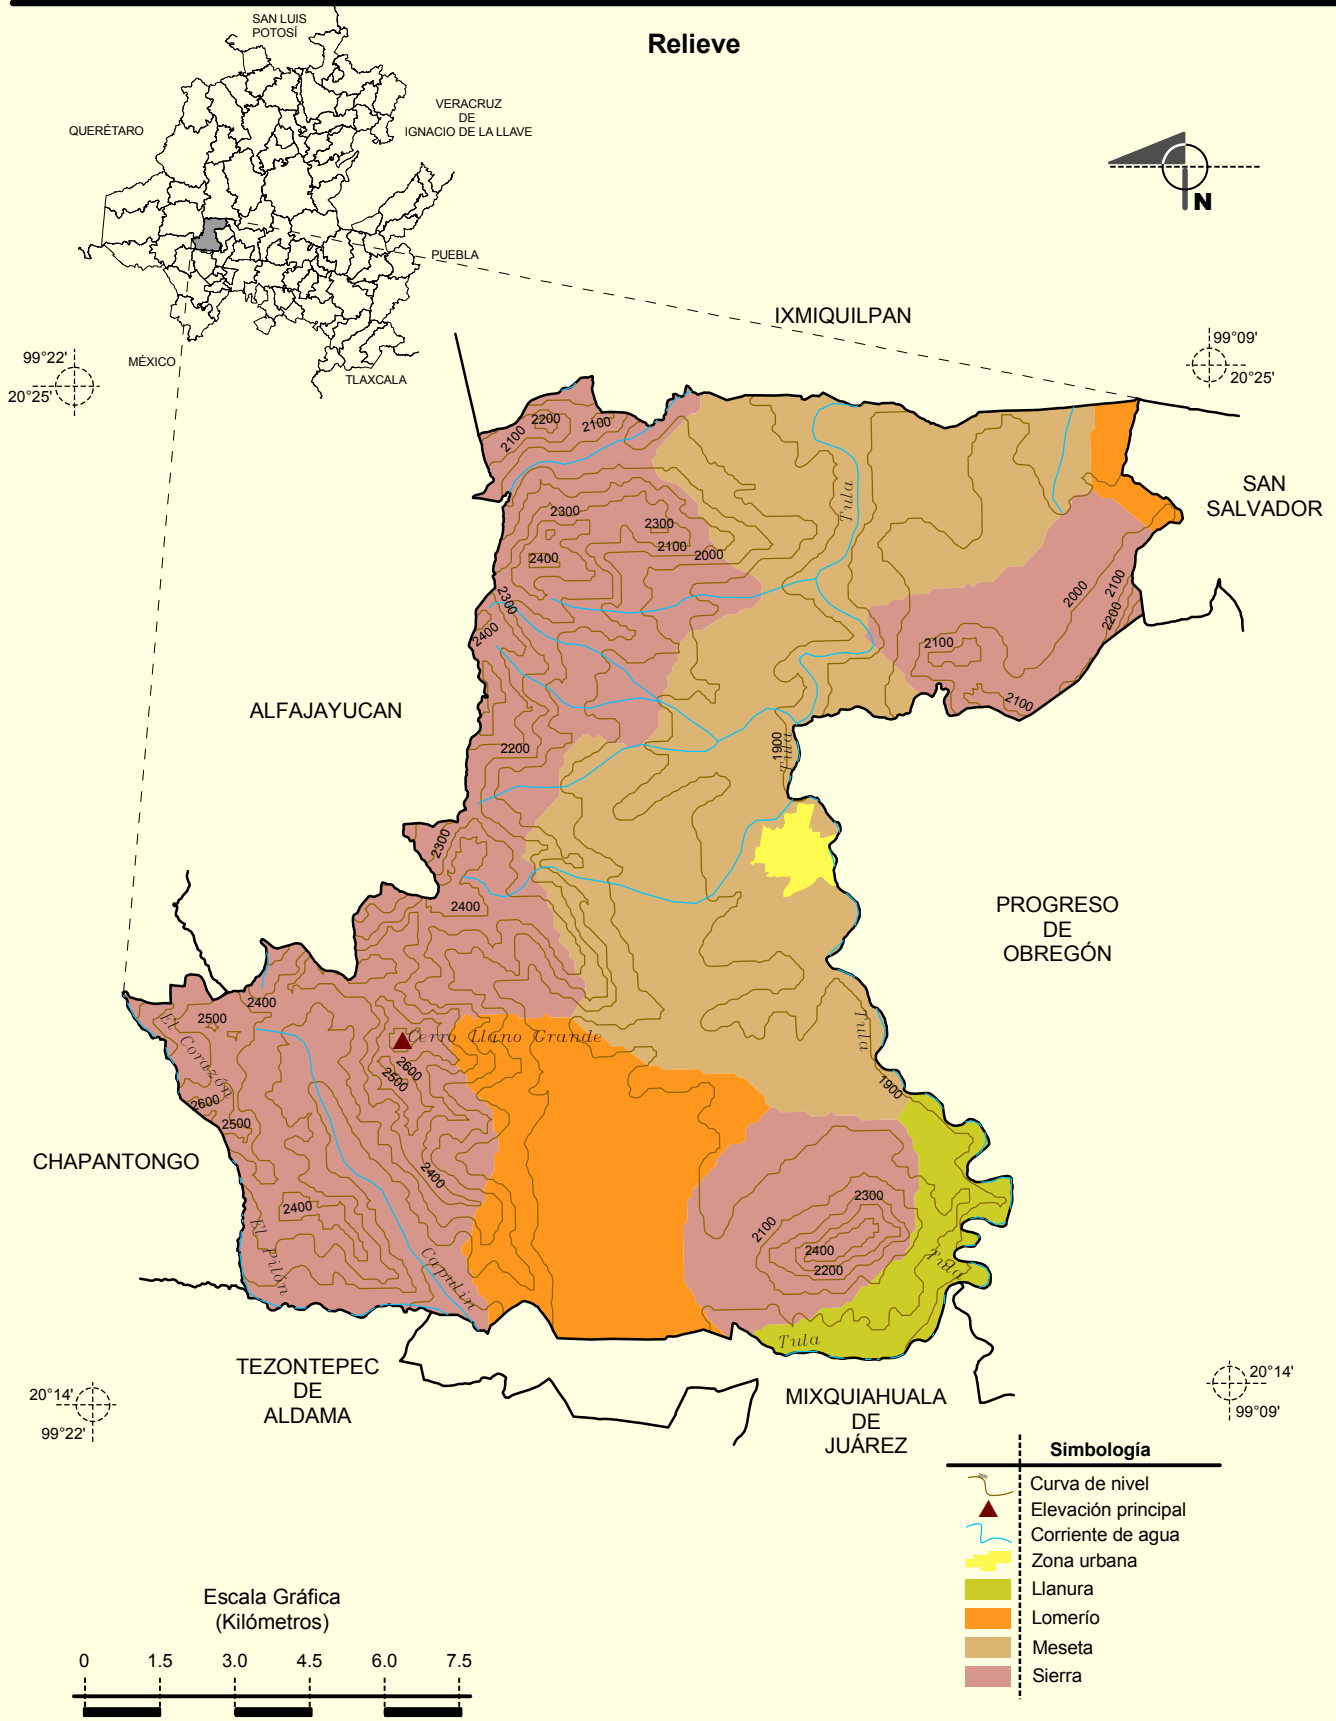 Relieve
SAN LUIS
POTOSÍ
VERACRUZ
DE
IGNACIO DE LA LLAVE
QUERÉTARO
PUEBLA
MÉXICO
TLAXCALA
N
99°22'
20°25'
99°09'
20°25'
IXMIQUILPAN
SAN
SALVADOR
ALFAJAYUCAN
PROGRESO
DE
OBREGÓN
CHAPANTONGO
TEZONTEPEC
DE
ALDAMA
MIXQUIAHUALA
DE
JUÁREZ
2200
2100
2100
2300
2300
2100
2000
2400
2300
2400
Tula
2000
2100
2200
2100
2100
2200
1900
Tula
2300
2400
2400
2500
El Corazón
Cerro Llano Grande
2600
2500
2600
2500
Tula
1900
2400
2400
El Pilón
Capulin
2300
2100
2400
2200
Tula
Tula
20°14'
99°22'
20°14'
99°09'
Simbología
Curva de nivel
Elevación principal
Corriente de agua
Zona urbana
Llanura
Lomerío
Meseta
Sierra
Escala Gráfica
(Kilómetros)
0 1.5 3.0 4.5 6.0 7.5